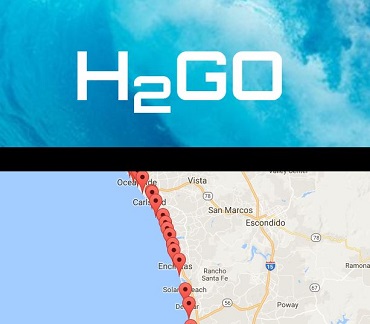 H2GO
Valley Center
Oceanside
Vista
78
Carlsbad
San Marcos
Escondido
78
Encinitas
15
Rancho
Santa Fe
Ramona
Solana Beach
Del Mar
56
Poway
67